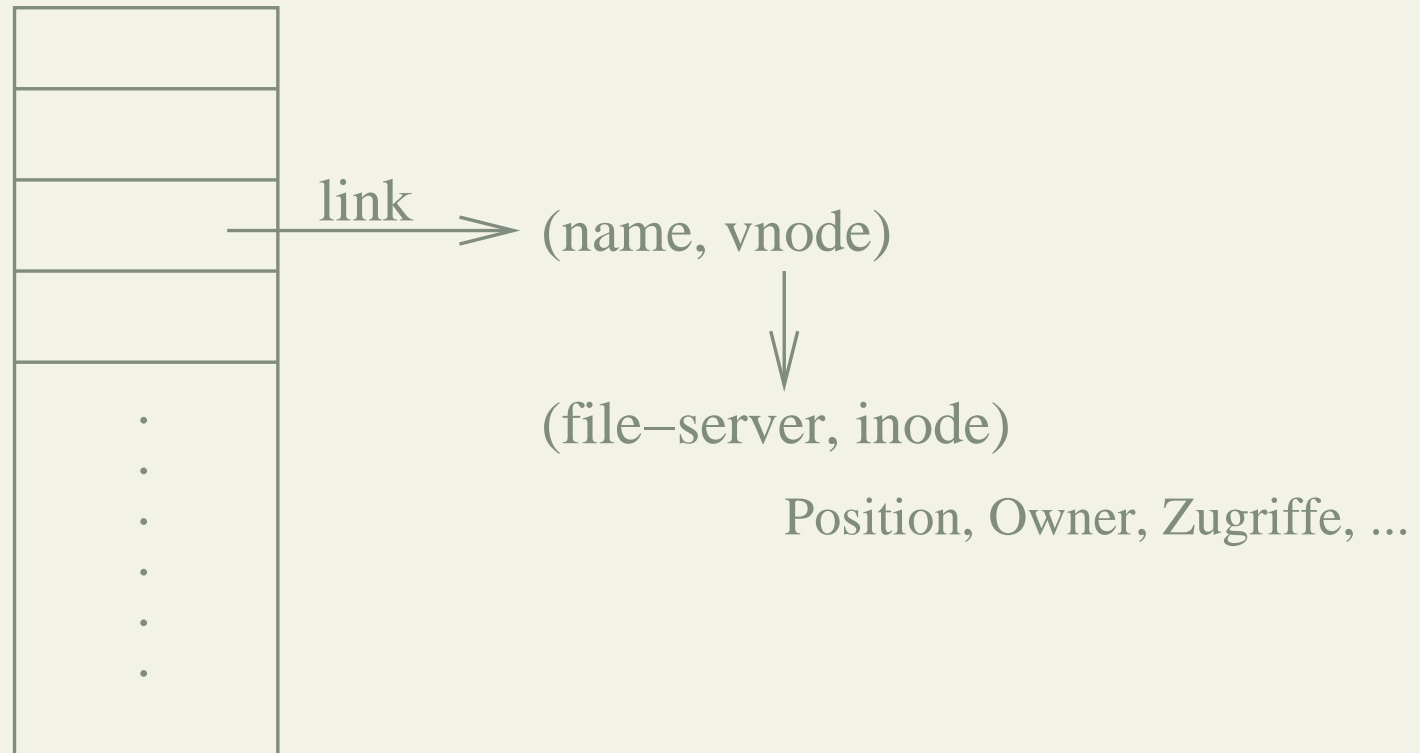 link
(name, vnode)
(file–server, inode)
Position, Owner, Zugriffe, ...